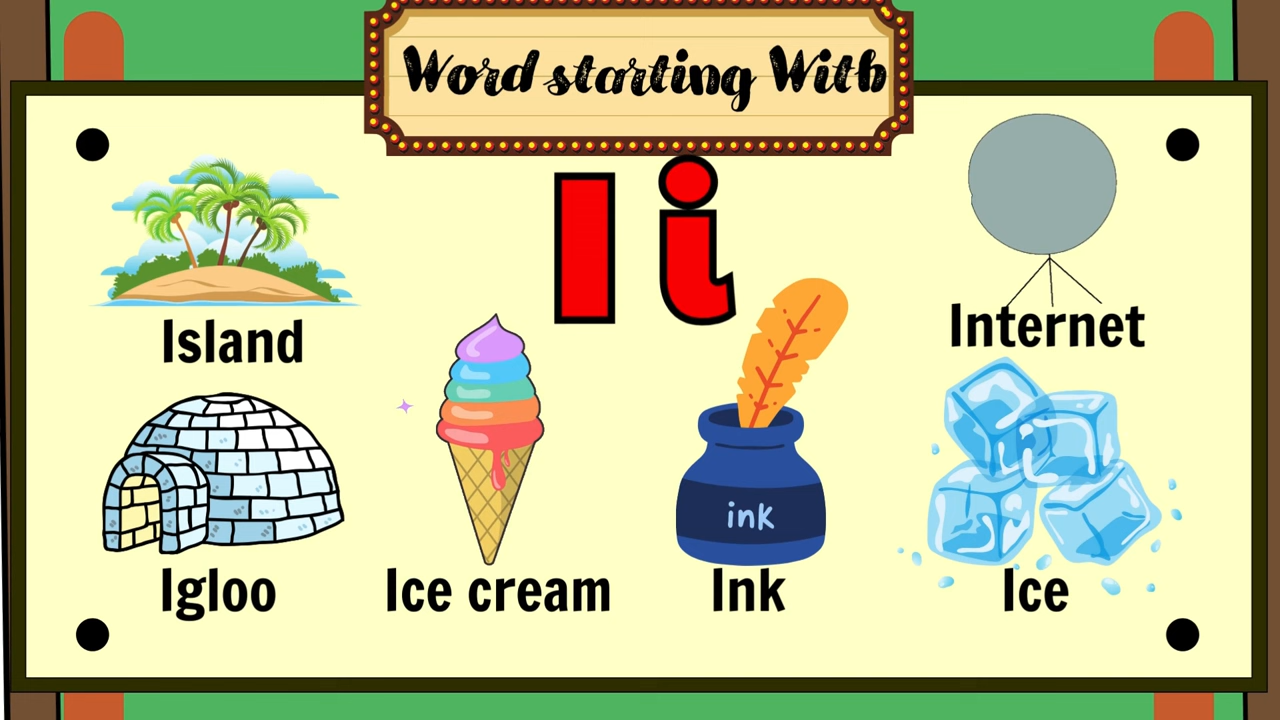 Word starting With
I i
Island
Internet
ink
Igloo
Ice cream
Ink
Ice